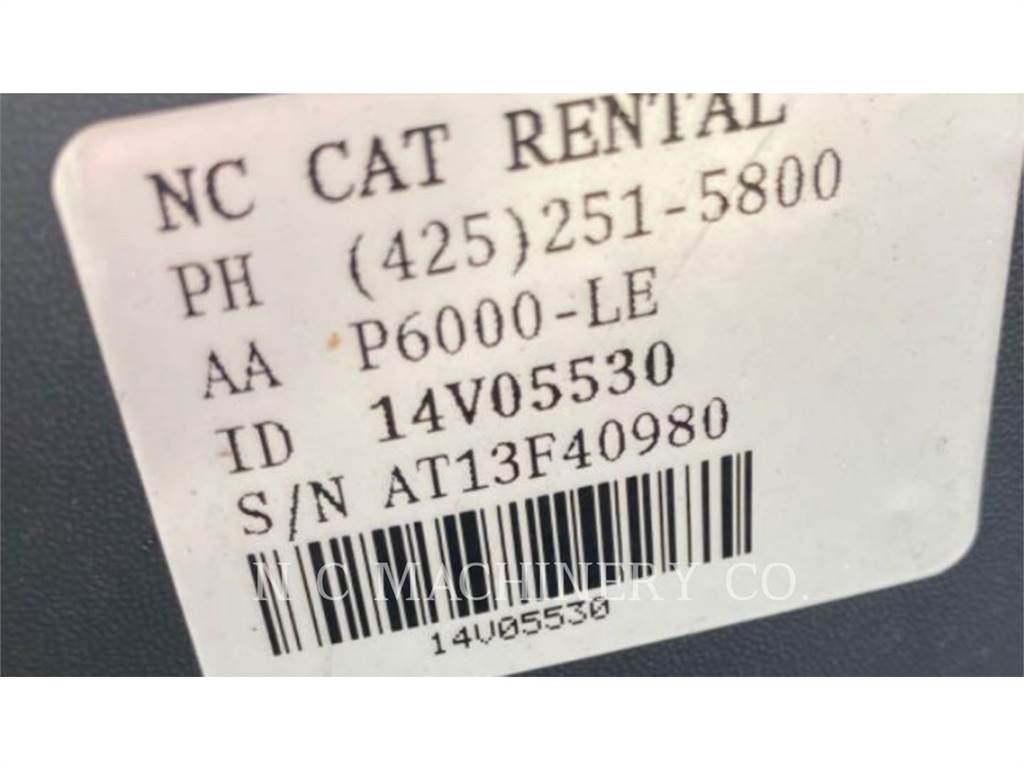 NC CAT RENTAL
PH (425)251-5800
AA P6000-LE
ID 14V05530
S/N AT13F40980
N C MACHINERY CO.
14V05530